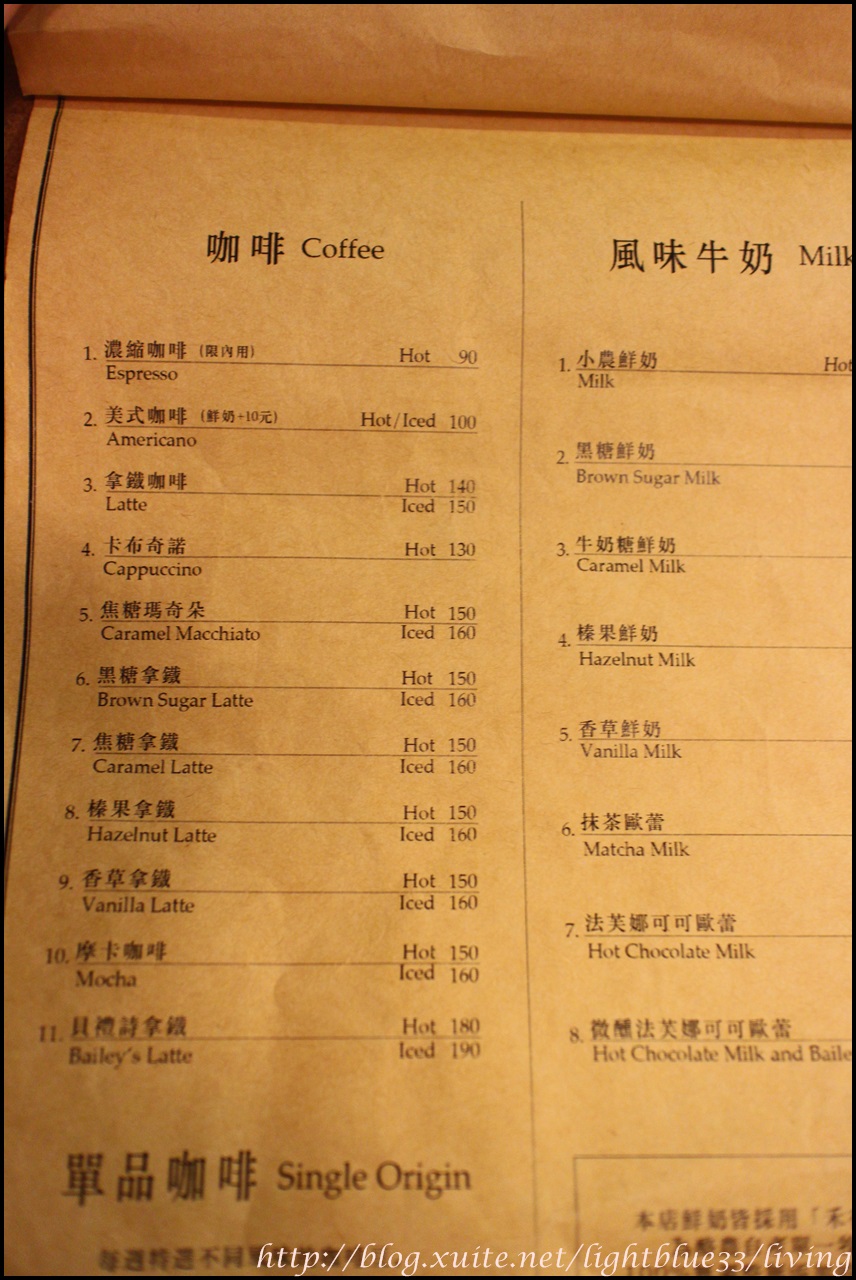 咖啡 Coffee
1. 濃縮咖啡 (限內用) Hot 90
Espresso
2. 美式咖啡 (鮮奶+10元) Hot/Iced 100
Americano
3. 拿鐵咖啡 Hot 140
Latte Iced 150
4. 卡布奇諾 Hot 130
Cappuccino
5. 焦糖瑪奇朵 Hot 150
Caramel Macchiato Iced 160
6. 黑糖拿鐵 Hot 150
Brown Sugar Latte Iced 160
7. 焦糖拿鐵 Hot 150
Caramel Latte Iced 160
8. 榛果拿鐵 Hot 150
Hazelnut Latte Iced 160
9. 香草拿鐵 Hot 150
Vanilla Latte Iced 160
10. 摩卡咖啡 Hot 150
Mocha Iced 160
11. 貝禮詩拿鐵 Hot 180
Bailey's Latte Iced 190
單品咖啡 Single Origin
每週特選不同
風味牛奶 Milk
1. 小農鮮奶 Hot
Milk
2. 黑糖鮮奶
Brown Sugar Milk
3. 牛奶糖鮮奶
Caramel Milk
4. 榛果鮮奶
Hazelnut Milk
5. 香草鮮奶
Vanilla Milk
6. 抹茶歐蕾
Matcha Milk
7. 法芙娜可可歐蕾
Hot Chocolate Milk
8. 微醺法芙娜可可歐蕾
Hot Chocolate Milk and Baile
本店鮮奶皆採用「禾
http://blog.xuite.net/lightblue33/living